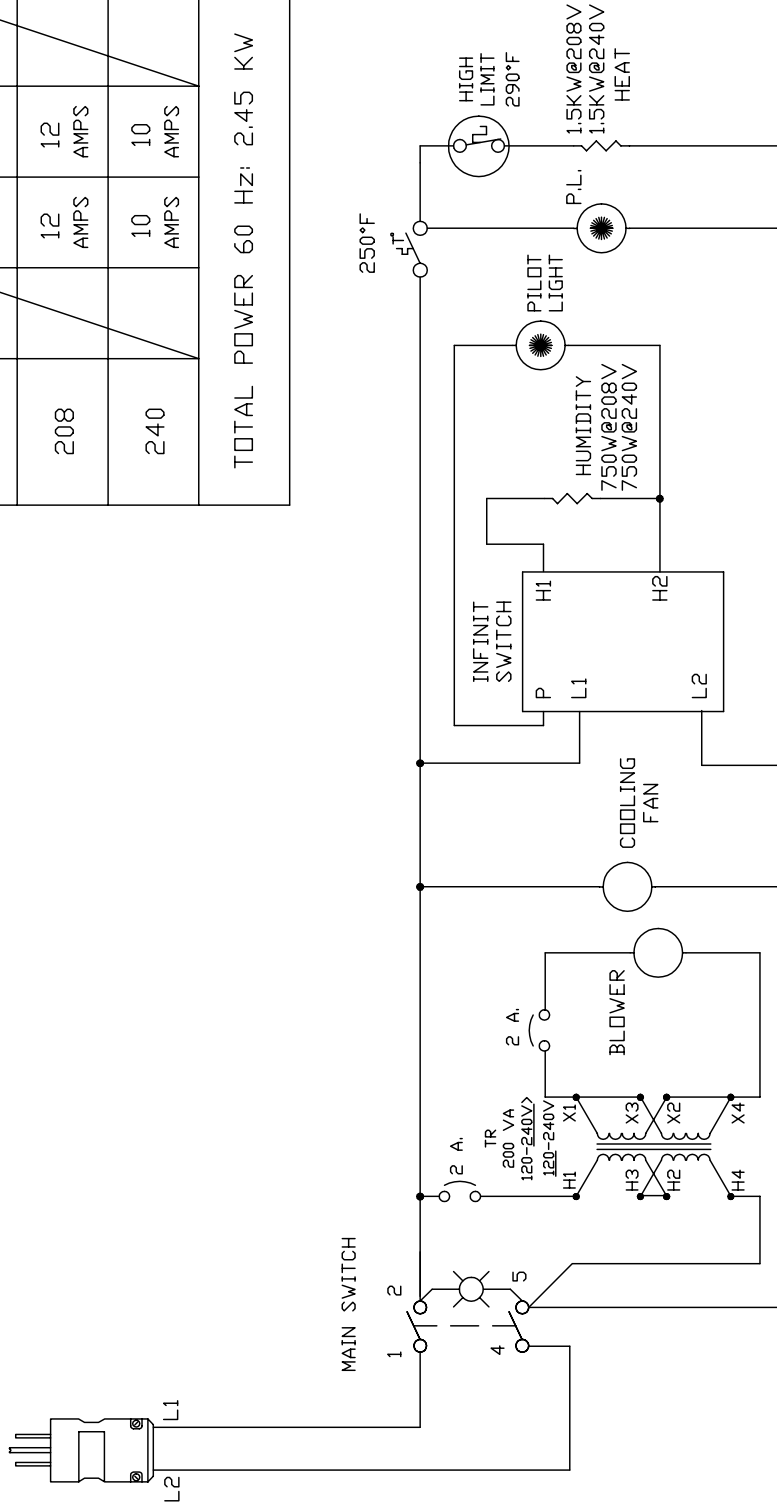 208
12
AMPS
12
AMPS
240
10
AMPS
10
AMPS
TOTAL POWER 60 Hz: 2.45 KW
L1
L2
MAIN SWITCH
1
2
4
5
2 A.
TR
200 VA
120-240V>
120-240V
H1
H3
H2
H4
X1
X3
X2
X4
2 A.
BLOWER
COOLING
FAN
INFINIT
SWITCH
P
L1
L2
H1
H2
HUMIDITY
750W@208V
750W@240V
PILOT
LIGHT
250°F
P.L.
HIGH
LIMIT
290°F
1.5KW@208V
1.5KW@240V
HEAT